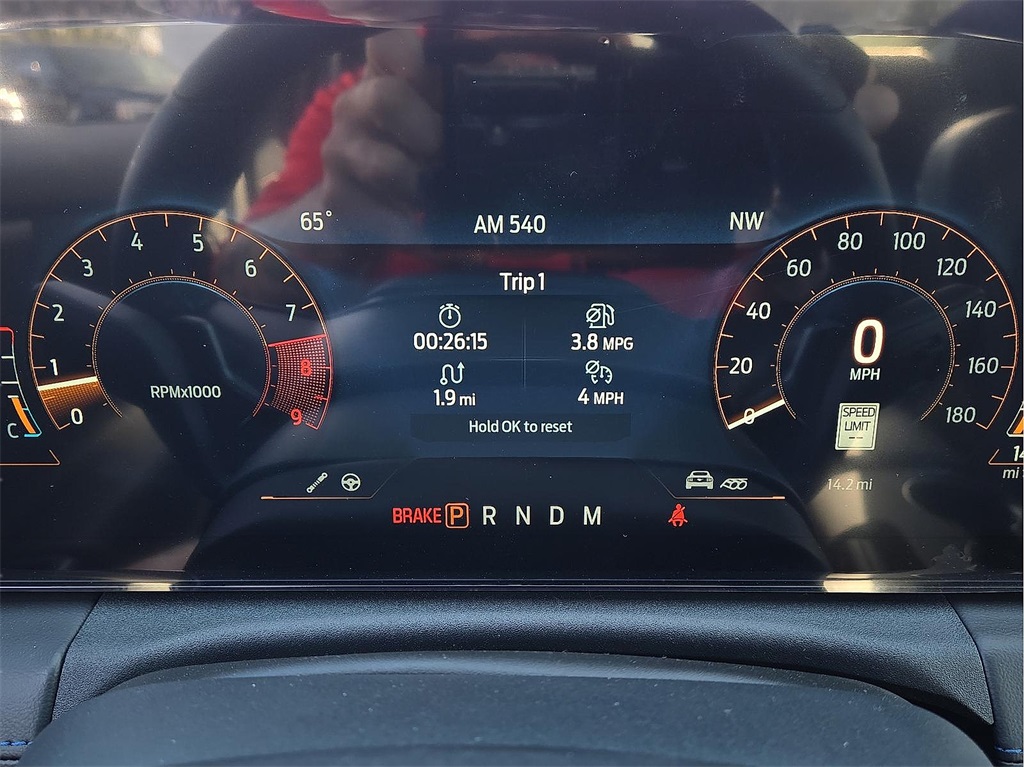 65° AM 540 NW
Trip 1
00:26:15 3.8 MPG
1.9 mi 4 MPH
Hold OK to reset
0 1 2 3 4 5 6 7 8 9
RPMx1000
C
0 20 40 60 80 100 120 140 160 180
0
MPH
SPEED
LIMIT
--
14.2 mi
14
mi
BRAKE P R N D M